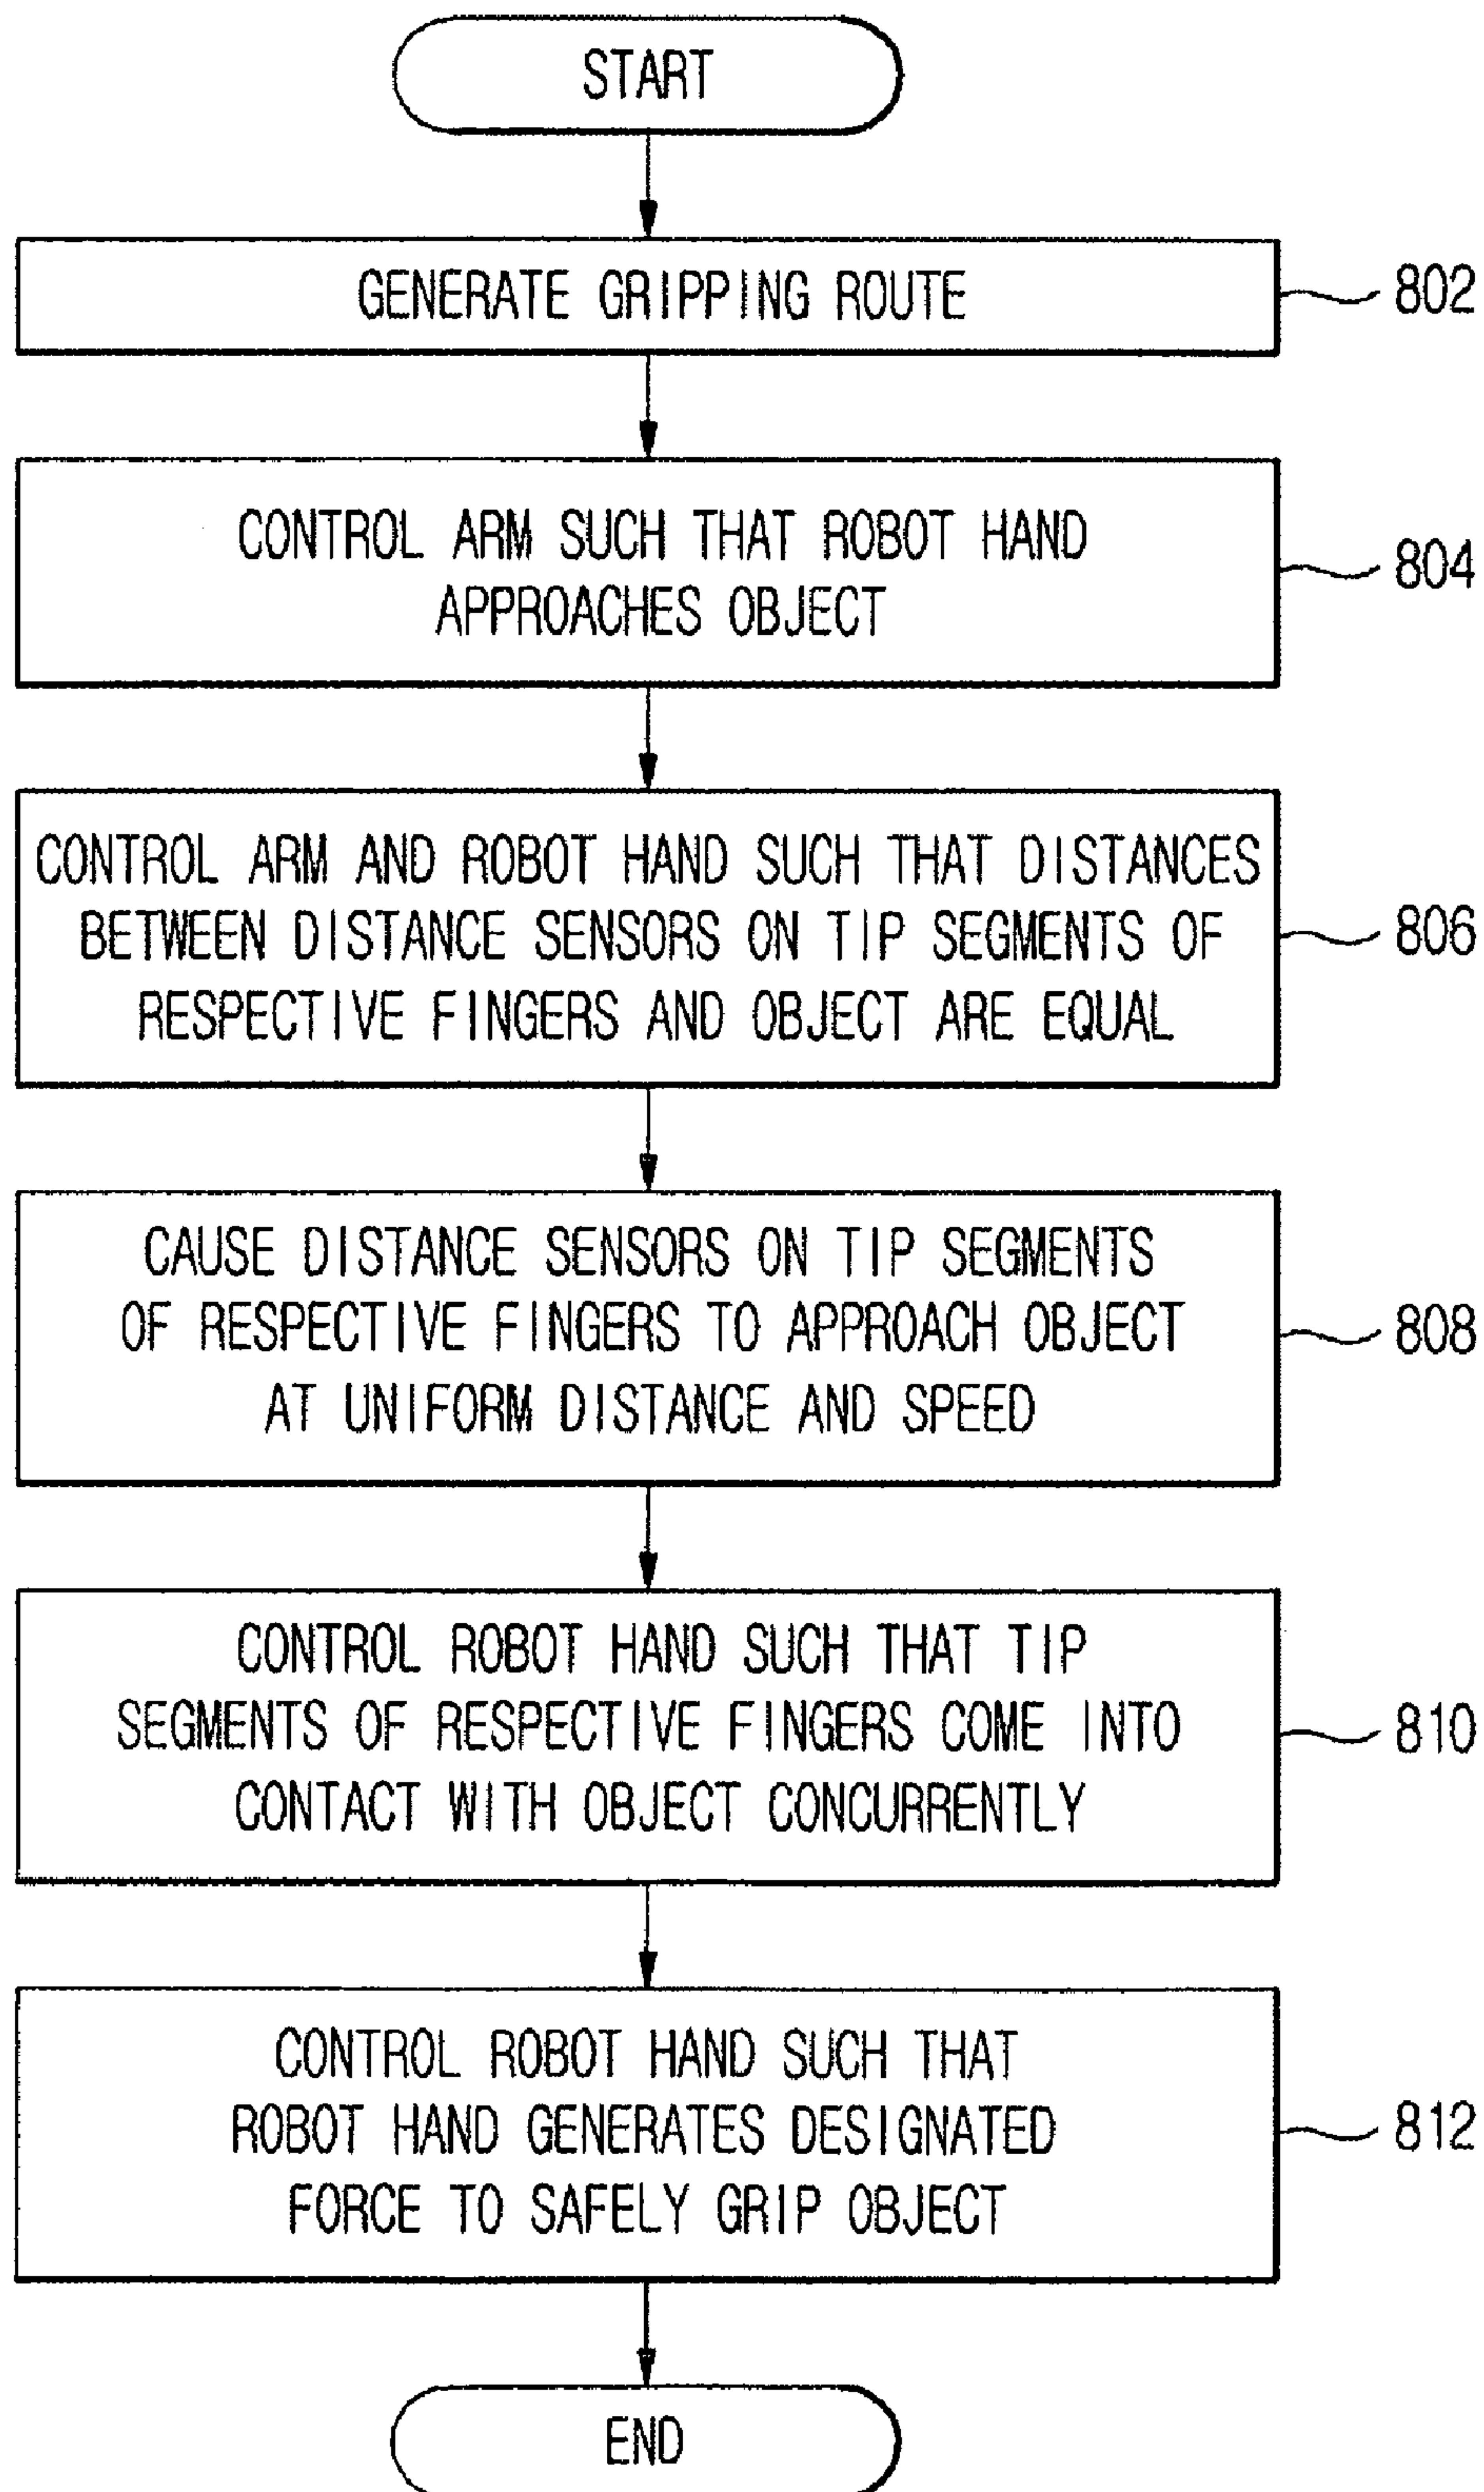 START
GENERATE GRIPPING ROUTE
802
CONTROL ARM SUCH THAT ROBOT HAND
APPROACHES OBJECT
804
CONTROL ARM AND ROBOT HAND SUCH THAT DISTANCES
BETWEEN DISTANCE SENSORS ON TIP SEGMENTS OF
RESPECTIVE FINGERS AND OBJECT ARE EQUAL
806
CAUSE DISTANCE SENSORS ON TIP SEGMENTS
OF RESPECTIVE FINGERS TO APPROACH OBJECT
AT UNIFORM DISTANCE AND SPEED
808
CONTROL ROBOT HAND SUCH THAT TIP
SEGMENTS OF RESPECTIVE FINGERS COME INTO
CONTACT WITH OBJECT CONCURRENTLY
810
CONTROL ROBOT HAND SUCH THAT
ROBOT HAND GENERATES DESIGNATED
FORCE TO SAFELY GRIP OBJECT
812
END